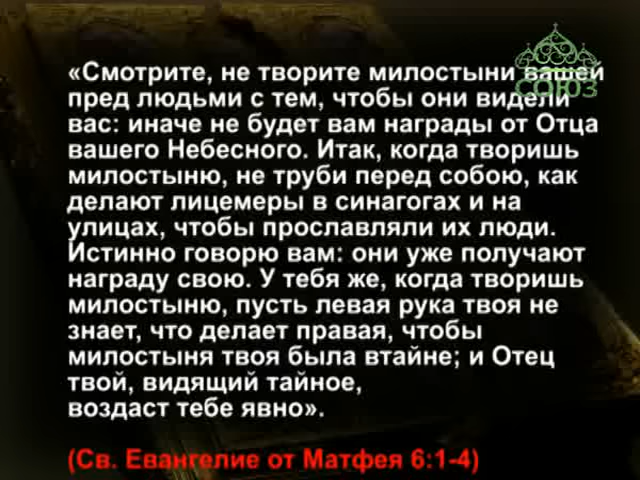 «Смотрите, не творите милостыни вашей
СОЮЗ
пред людьми с тем, чтобы они видели
вас: иначе не будет вам награды от Отца
вашего Небесного. Итак, когда творишь
милостыню, не труби перед собою, как
делают лицемеры в синагогах и на
улицах, чтобы прославляли их люди.
Истинно говорю вам: они уже получают
награду свою. У тебя же, когда творишь
милостыню, пусть левая рука твоя не
знает, что делает правая, чтобы
милостыня твоя была втайне; и Отец
твой, видящий тайное,
воздаст тебе явно».
(Св. Евангелие от Матфея 6:1-4)